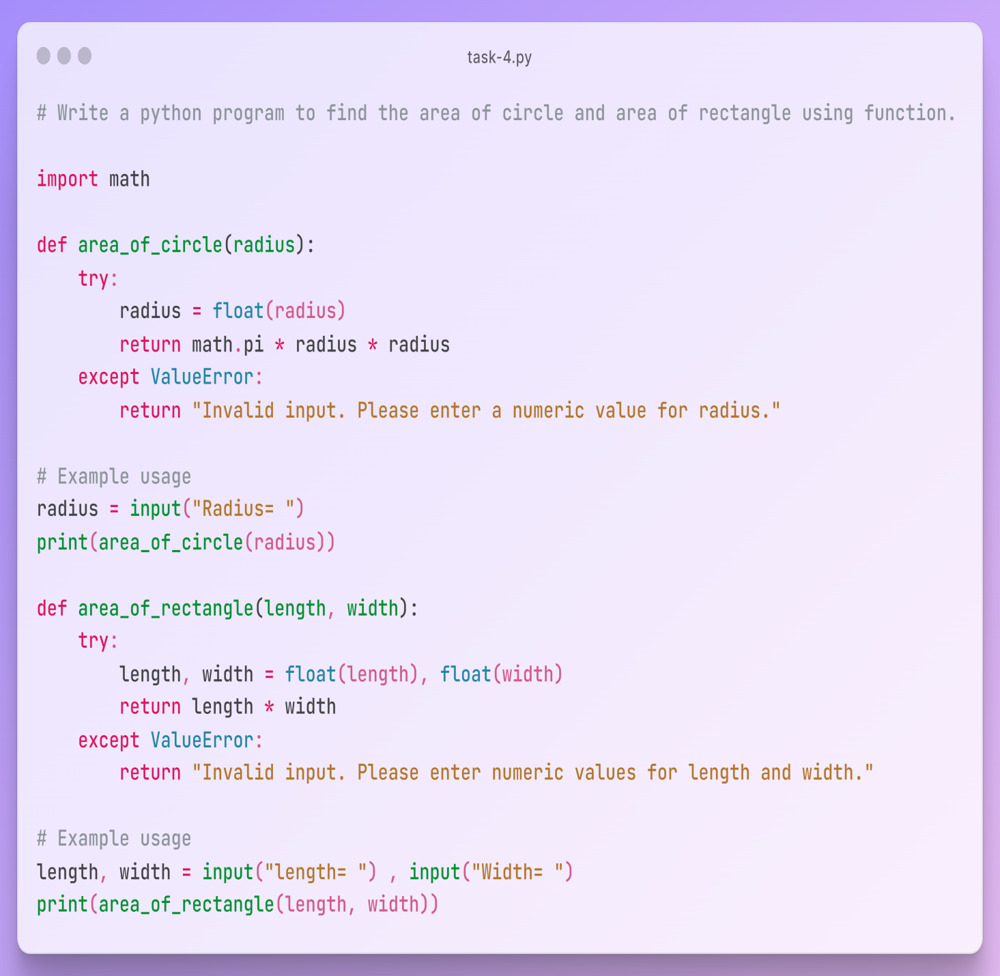 task-4.py
# Write a python program to find the area of circle and area of rectangle using function.
import math
def area_of_circle(radius):
    try:
        radius = float(radius)
        return math.pi * radius * radius
    except ValueError:
        return "Invalid input. Please enter a numeric value for radius."
# Example usage
radius = input("Radius= ")
print(area_of_circle(radius))
def area_of_rectangle(length, width):
    try:
        length, width = float(length), float(width)
        return length * width
    except ValueError:
        return "Invalid input. Please enter numeric values for length and width."
# Example usage
length, width = input("length= ") , input("Width= ")
print(area_of_rectangle(length, width))